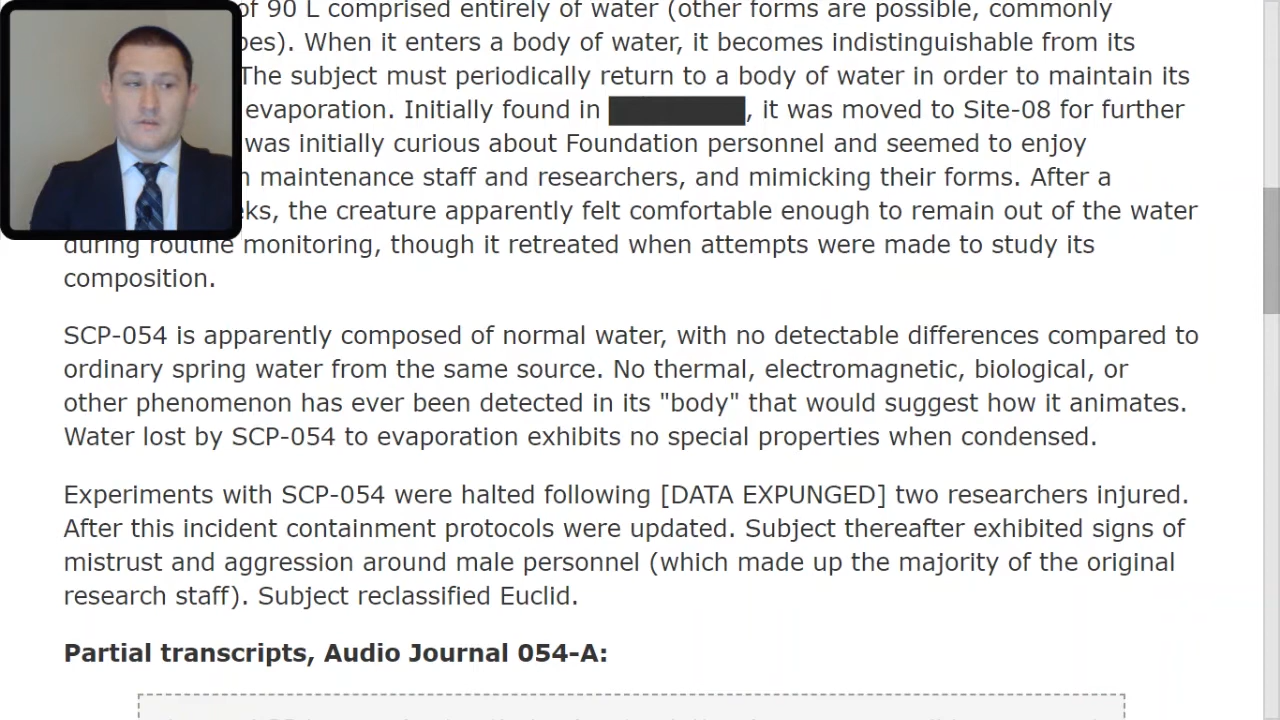 of 90 L comprised entirely of water (other forms are possible, commonly
pes). When it enters a body of water, it becomes indistinguishable from its
The subject must periodically return to a body of water in order to maintain its
evaporation. Initially found in , it was moved to Site-08 for further
was initially curious about Foundation personnel and seemed to enjoy
maintenance staff and researchers, and mimicking their forms. After a
eks, the creature apparently felt comfortable enough to remain out of the water
during routine monitoring, though it retreated when attempts were made to study its
composition.
SCP-054 is apparently composed of normal water, with no detectable differences compared to
ordinary spring water from the same source. No thermal, electromagnetic, biological, or
other phenomenon has ever been detected in its "body" that would suggest how it animates.
Water lost by SCP-054 to evaporation exhibits no special properties when condensed.
Experiments with SCP-054 were halted following [DATA EXPUNGED] two researchers injured.
After this incident containment protocols were updated. Subject thereafter exhibited signs of
mistrust and aggression around male personnel (which made up the majority of the original
research staff). Subject reclassified Euclid.
Partial transcripts, Audio Journal 054-A: